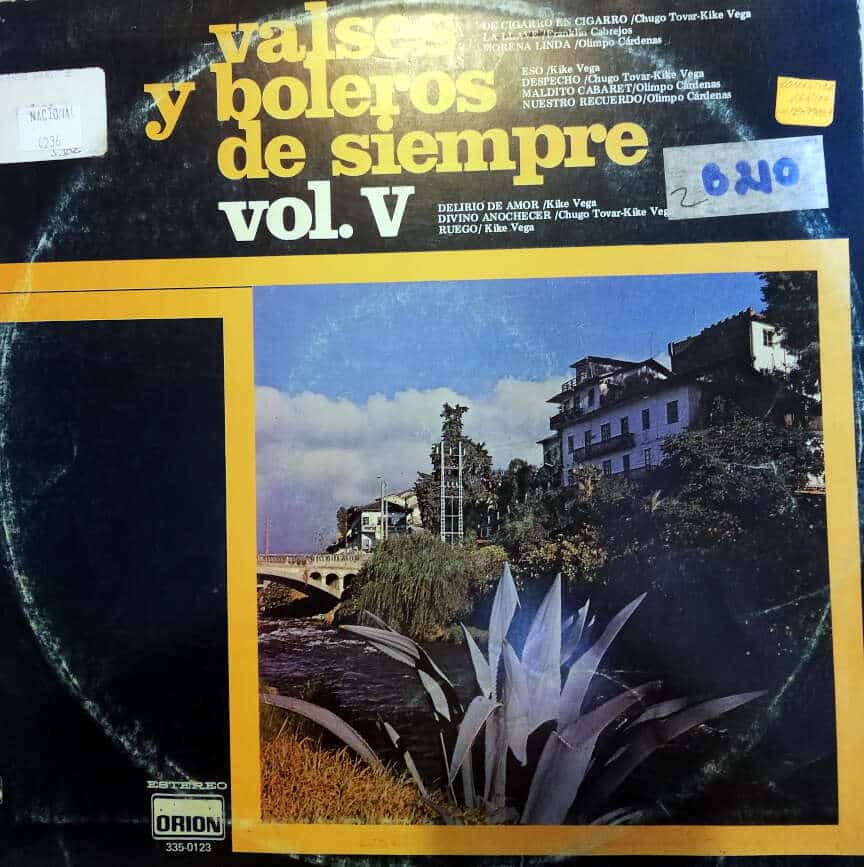 valses
y boleros
de siempre
vol. V
DE CIGARRO EN CIGARRO /Chugo Tovar-Kike Vega
LA LLAVE /Franklin Cabrejos
MORENA LINDA /Olimpo Cárdenas
ESO /Kike Vega
DESPECHO /Chugo Tovar-Kike Vega
MALDITO CABARET/Olimpo Cárdenas
NUESTRO RECUERDO/Olimpo Cárdenas
DELIRIO DE AMOR /Kike Vega
DIVINO ANOCHECER /Chugo Tovar-Kike Vega
RUEGO/ Kike Vega
NACIONAL
6236
2
ESTEREO
ORION
335-0123